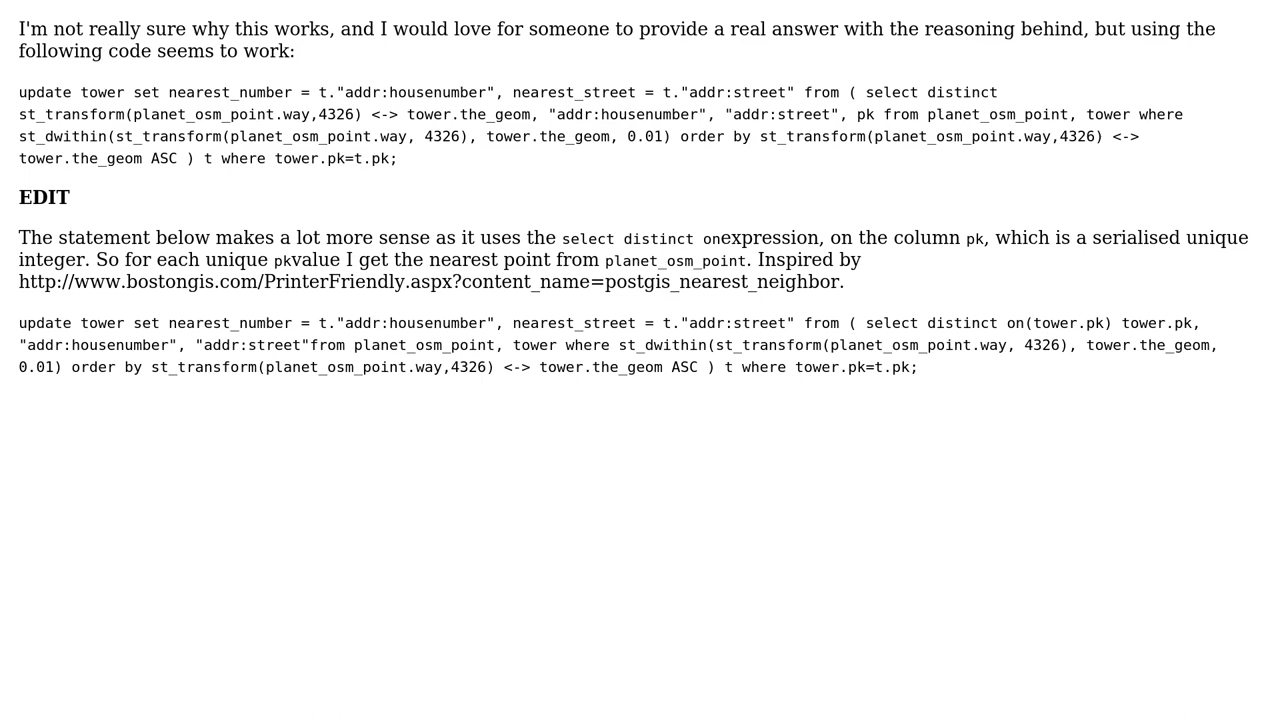 I'm not really sure why this works, and I would love for someone to provide a real answer with the reasoning behind, but using the
following code seems to work:
update tower set nearest_number = t."addr:housenumber", nearest_street = t."addr:street" from ( select distinct
st_transform(planet_osm_point.way,4326) <-> tower.the_geom, "addr:housenumber", "addr:street", pk from planet_osm_point, tower where
st_dwithin(st_transform(planet_osm_point.way, 4326), tower.the_geom, 0.01) order by st_transform(planet_osm_point.way,4326) <->
tower.the_geom ASC ) t where tower.pk=t.pk;
EDIT
The statement below makes a lot more sense as it uses the select distinct onexpression, on the column pk, which is a serialised unique
integer. So for each unique pkvalue I get the nearest point from planet_osm_point. Inspired by
http://www.bostongis.com/PrinterFriendly.aspx?content_name=postgis_nearest_neighbor.
update tower set nearest_number = t."addr:housenumber", nearest_street = t."addr:street" from ( select distinct on(tower.pk) tower.pk,
"addr:housenumber", "addr:street"from planet_osm_point, tower where st_dwithin(st_transform(planet_osm_point.way, 4326), tower.the_geom,
0.01) order by st_transform(planet_osm_point.way,4326) <-> tower.the_geom ASC ) t where tower.pk=t.pk;